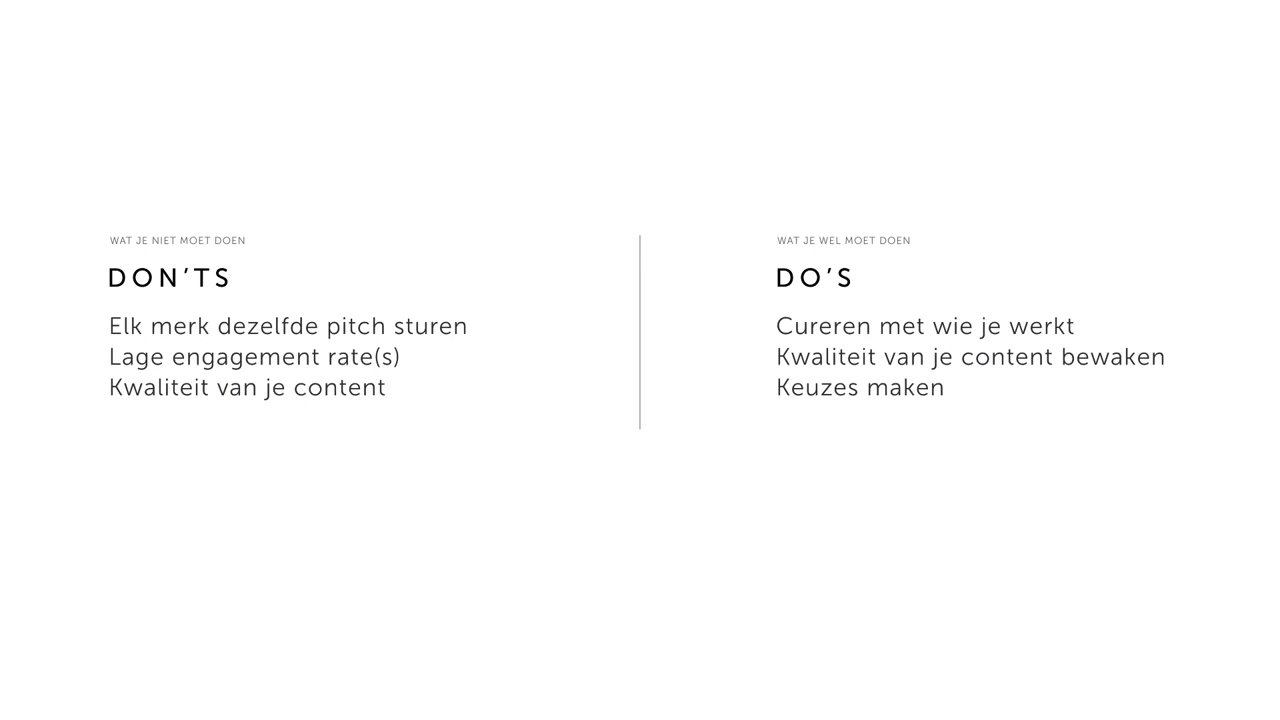 WAT JE NIET MOET DOEN
DON’TS
Elk merk dezelfde pitch sturen
Lage engagement rate(s)
Kwaliteit van je content
WAT JE WEL MOET DOEN
DO’S
Cureren met wie je werkt
Kwaliteit van je content bewaken
Keuzes maken